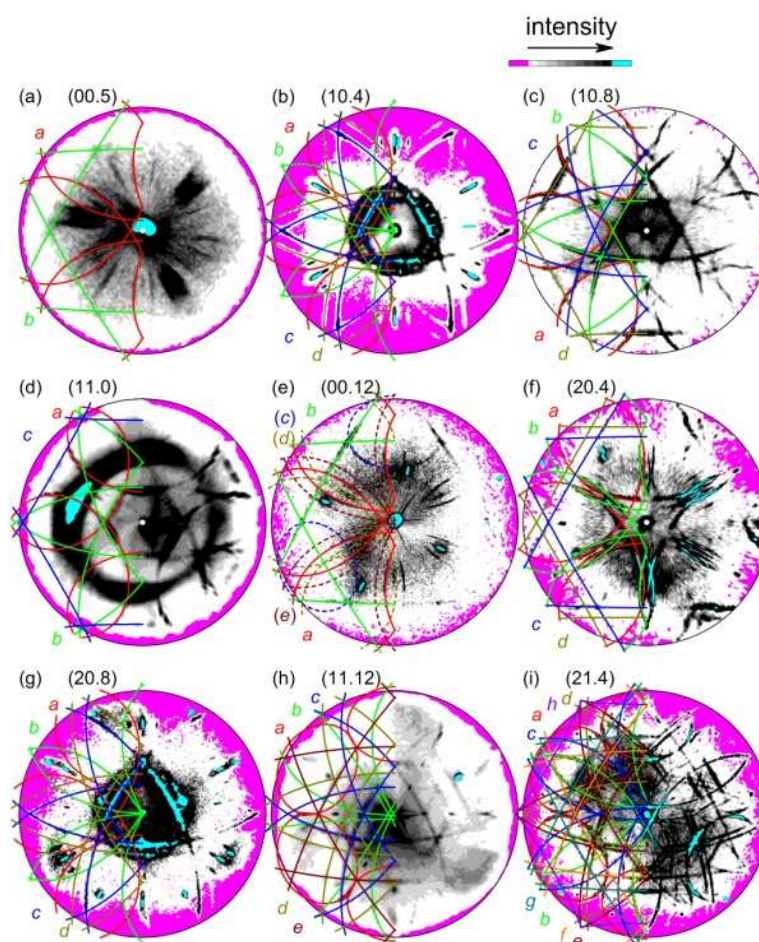 intensity
(a) (00.5)
a
b
(b) (10.4)
a
b
c
d
(c) (10.8)
b
c
a
d
(d) (11.0)
a
c
b
(e) (00.12)
(c) b
(d)
(e)
a
(f) (20.4)
a
b
c
d
(g) (20.8)
a
b
c
d
(h) (11.12)
c
a
b
d
e
(i) (21.4)
h d
a
c
g
b
f
e